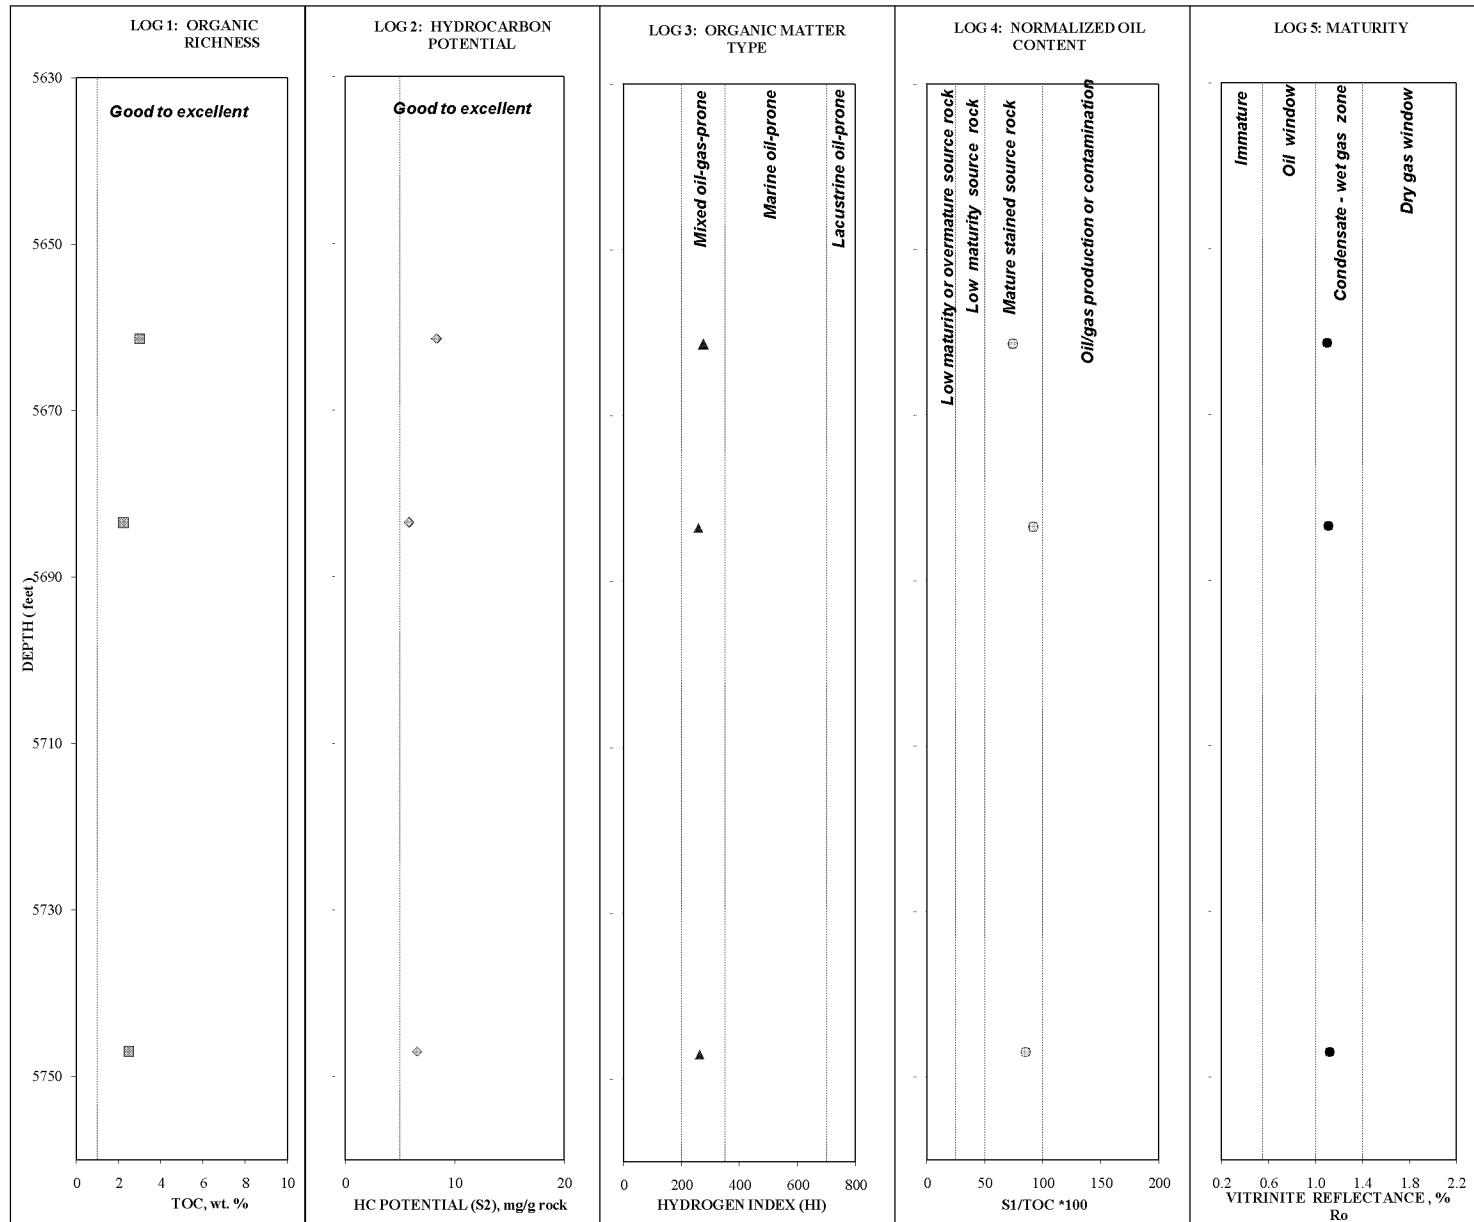 LOG 1: ORGANIC
RICHNESS
LOG 2: HYDROCARBON
POTENTIAL
LOG 3: ORGANIC MATTER
TYPE
LOG 4: NORMALIZED OIL
CONTENT
LOG 5: MATURITY
Good to excellent
Good to excellent
Mixed oil-gas-prone
Marine oil-prone
Lacustrine oil-prone
Low maturity or overmature source rock
Low maturity source rock
Mature stained source rock
Oil/gas production or contamination
Immature
Oil window
Condensate - wet gas zone
Dry gas window
DEPTH ( feet )
5630
5650
5670
5690
5710
5730
5750
0 2 4 6 8 10
TOC, wt. %
0 10 20
HC POTENTIAL (S2), mg/g rock
0 200 400 600 800
HYDROGEN INDEX (HI)
0 50 100 150 200
S1/TOC *100
0.2 0.6 1.0 1.4 1.8 2.2
VITRINITE REFLECTANCE , %
Ro